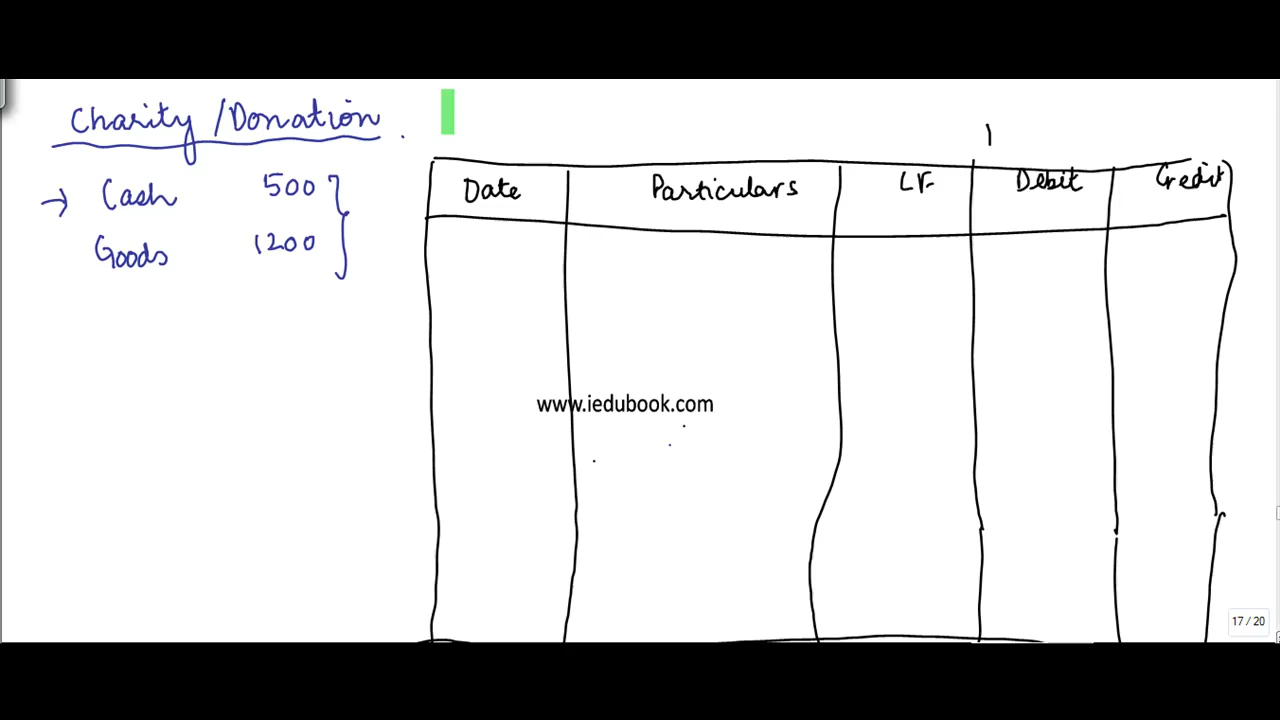 Charity /Donation.
→ Cash 500
Goods 1200
Date Particulars LF Debit Credit
www.iedubook.com
17 / 20